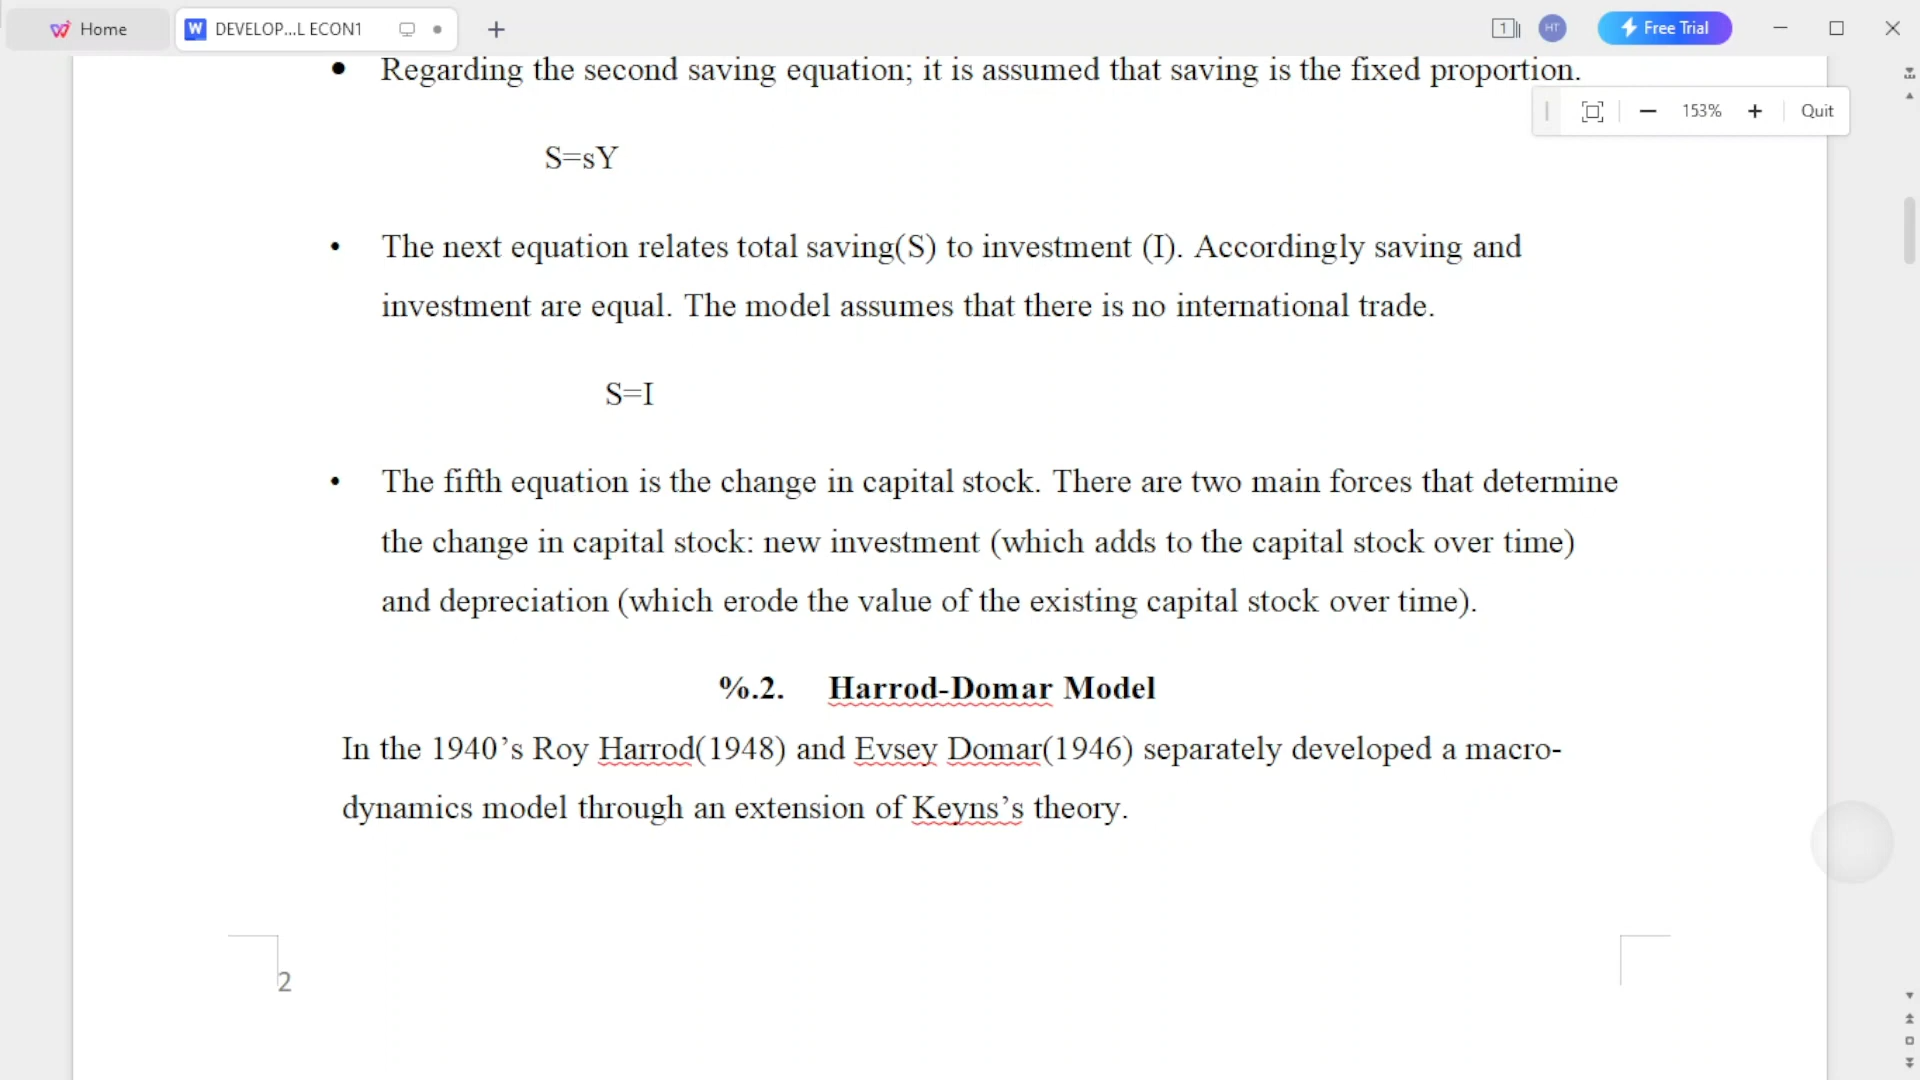 Home
DEVELOP...L ECON1
1
HT
Free Trial
• Regarding the second saving equation; it is assumed that saving is the fixed proportion.
153%
Quit
S=sY
• The next equation relates total saving(S) to investment (I). Accordingly saving and
investment are equal. The model assumes that there is no international trade.
S=I
• The fifth equation is the change in capital stock. There are two main forces that determine
the change in capital stock: new investment (which adds to the capital stock over time)
and depreciation (which erode the value of the existing capital stock over time).
%.2. Harrod-Domar Model
In the 1940’s Roy Harrod(1948) and Evsey Domar(1946) separately developed a macro-
dynamics model through an extension of Keyns’s theory.
2